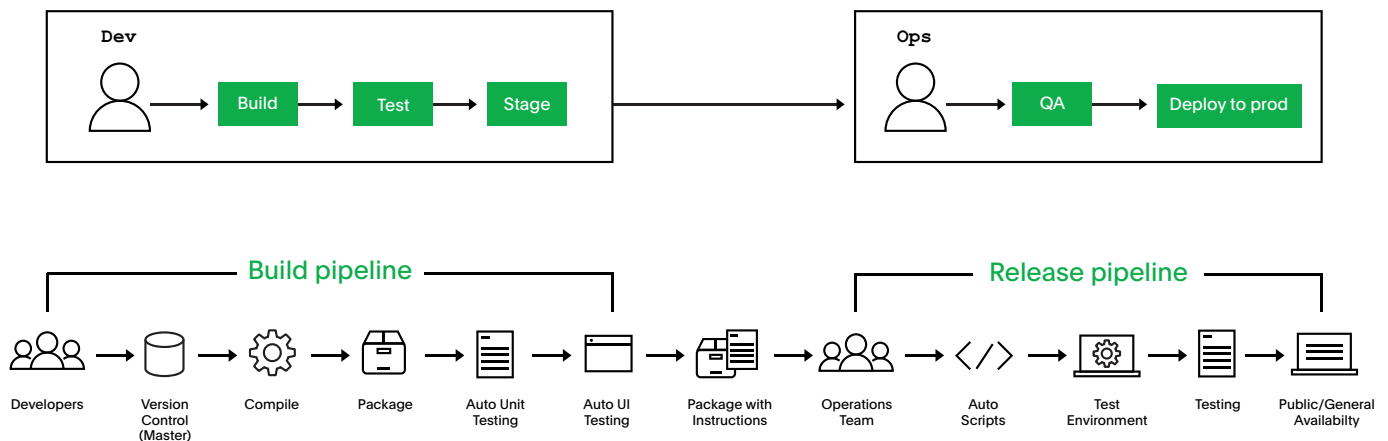 Dev
Ops
Build
Test
Stage
QA
Deploy to prod
Build pipeline
Release pipeline
Developers
Version
Control
(Master)
Compile
Package
Auto Unit
Testing
Auto UI
Testing
Package with
Instructions
Operations
Team
Auto
Scripts
Test
Environment
Testing
Public/General
Availabilty